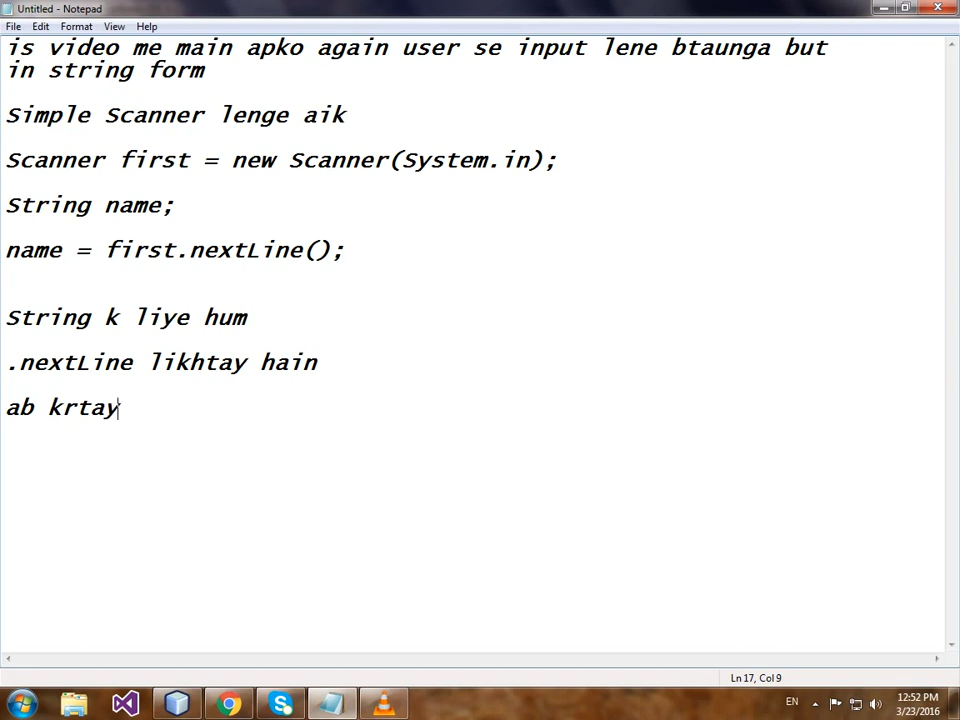 Untitled - Notepad
File Edit Format View Help
is video me main apko again user se input lene btaunga but
in string form
Simple Scanner lenge aik
Scanner first = new Scanner(System.in);
String name;
name = first.nextLine();
String k liye hum
.nextLine likhtay hain
ab krtay
Ln 17, Col 9
EN
12:52 PM
3/23/2016